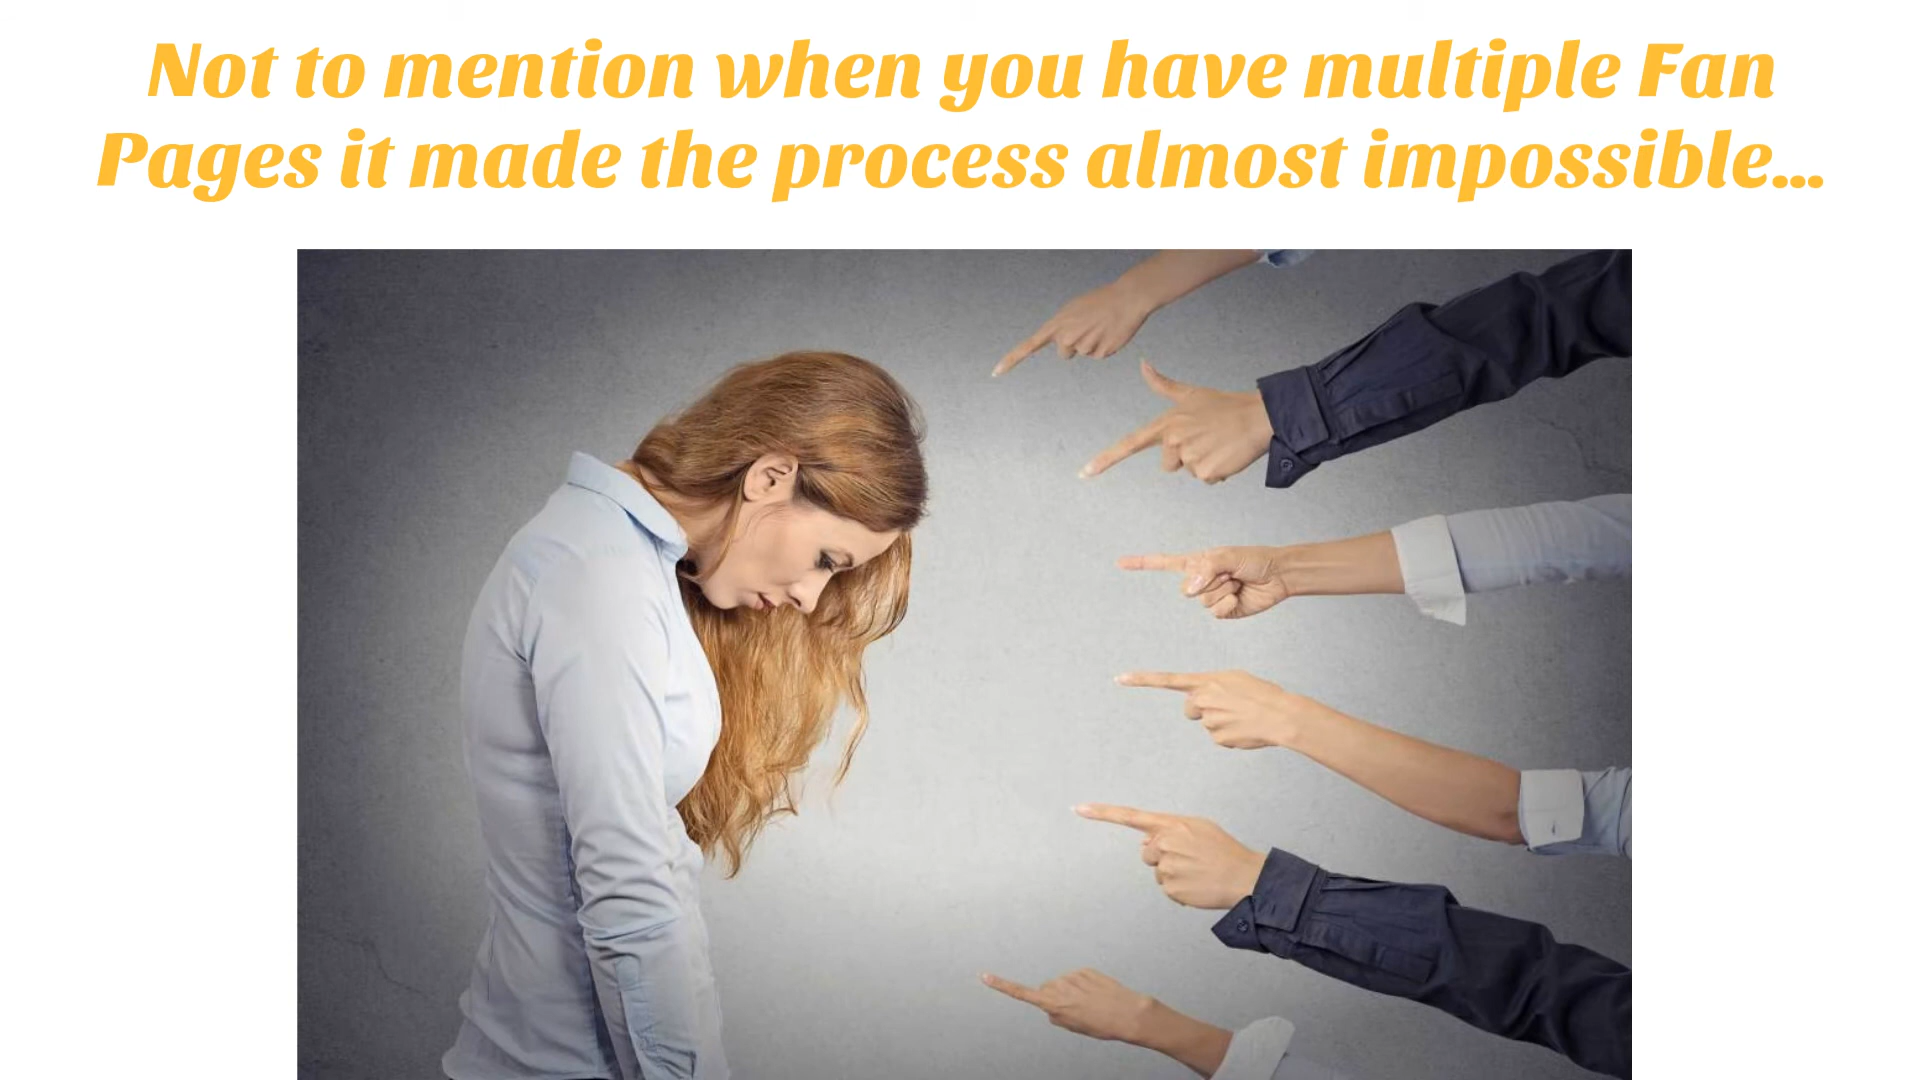 Not to mention when you have multiple Fan
Pages it made the process almost impossible...